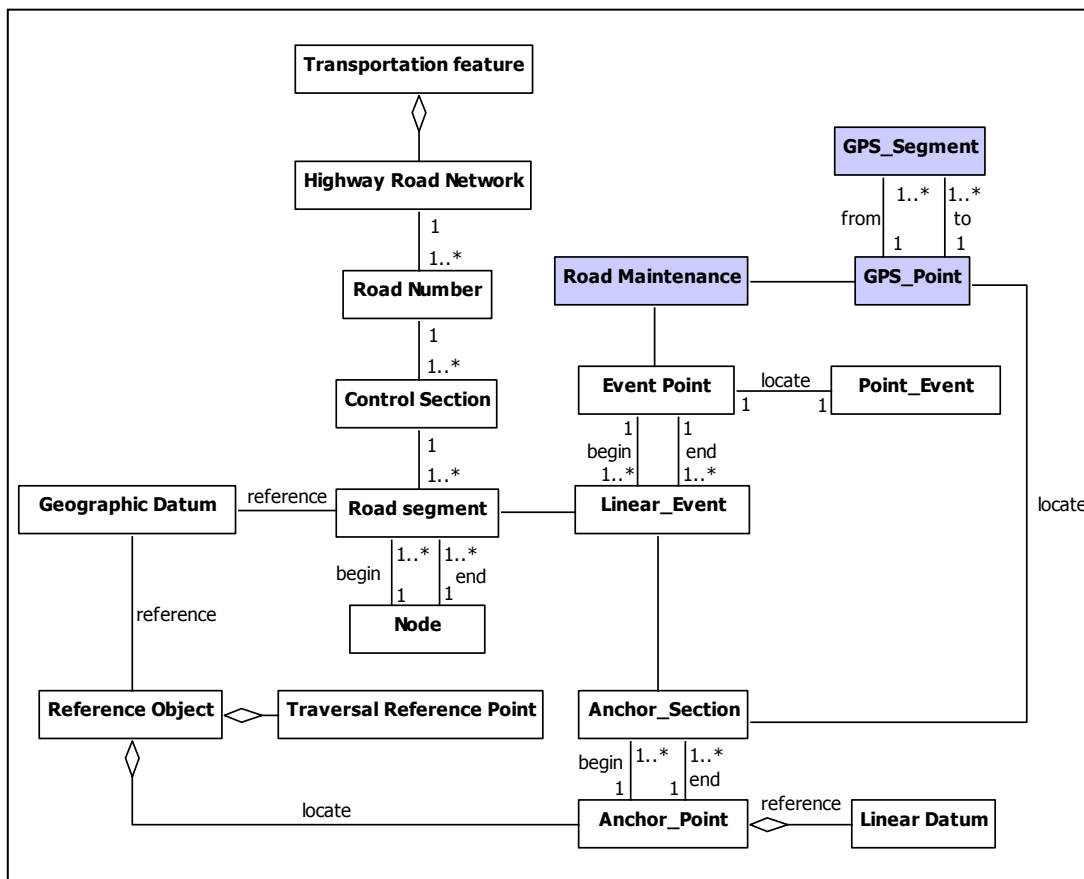 Transportation feature
Highway Road Network
GPS_Segment
1..* 1..*
from to
1 1
1
1..*
Road Number
Road Maintenance
GPS_Point
1
1..*
Event Point
locate
1 1
Point_Event
Control Section
1
1..*
1 1
begin end
1..* 1..*
Geographic Datum
reference
Road segment
Linear_Event
locate
1..* 1..*
begin end
1 1
Node
reference
Reference Object
Traversal Reference Point
Anchor_Section
1..* 1..*
begin end
1 1
locate
Anchor_Point
reference
Linear Datum